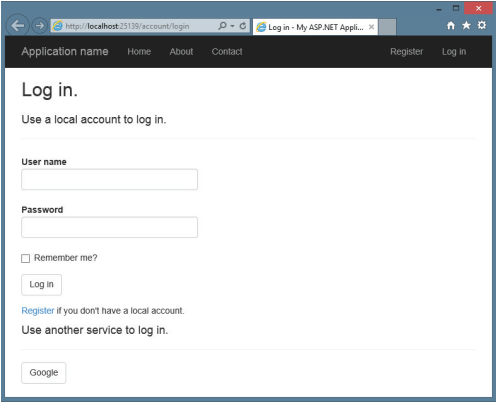 http://localhost:25139/account/login
Log in - My ASP.NET Appli...
Application name Home About Contact Register Log in
Log in.
Use a local account to log in.
User name
Password
Remember me?
Log in
Register if you don't have a local account.
Use another service to log in.
Google